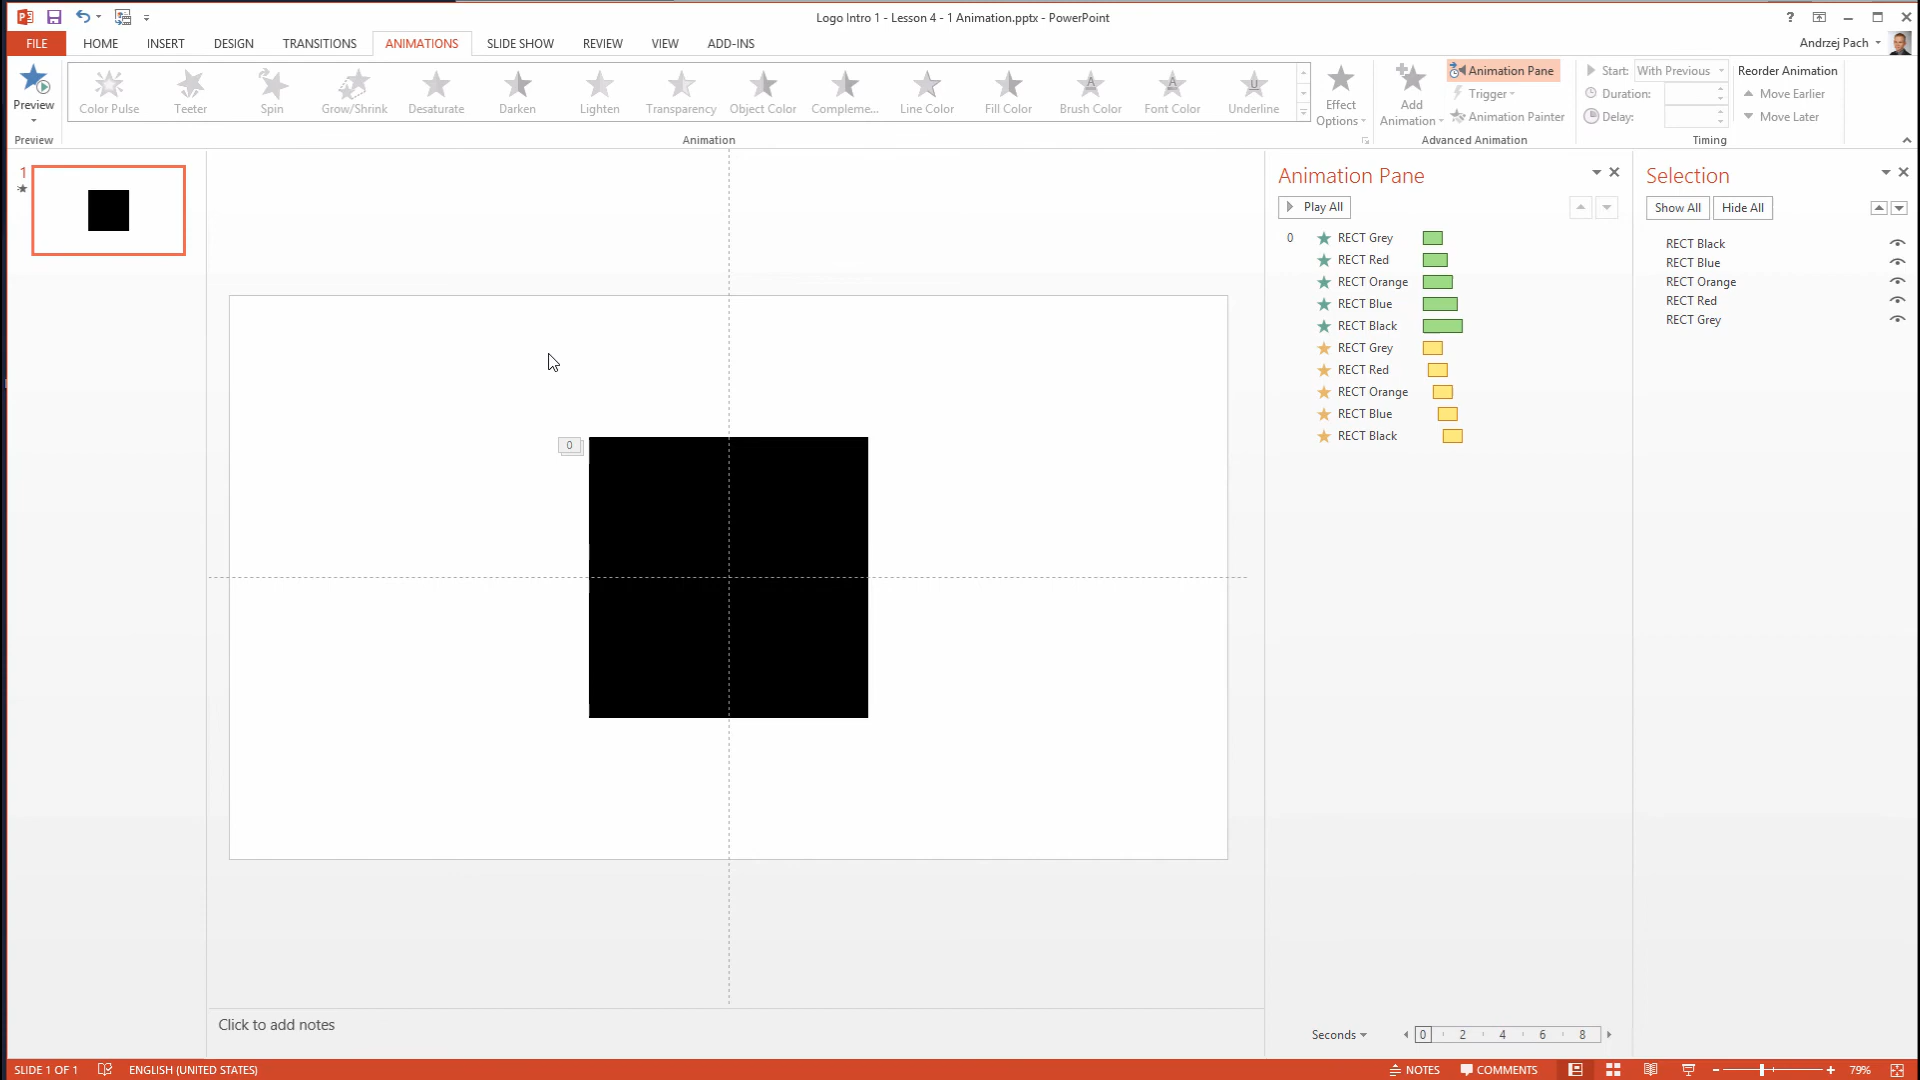 Logo Intro 1 - Lesson 4 - 1 Animation.pptx - PowerPoint
FILE HOME INSERT DESIGN TRANSITIONS ANIMATIONS SLIDE SHOW REVIEW VIEW ADD-INS Andrzej Pach
Preview
Color Pulse Teeter Spin Grow/Shrink Desaturate Darken Lighten Transparency Object Color Compleme... Line Color Fill Color Brush Color Font Color Underline
Effect Options
Add Animation
Animation Pane
Trigger
Animation Painter
Start: With Previous
Duration:
Delay:
Reorder Animation
Move Earlier
Move Later
Preview Animation Advanced Animation Timing
1
0
Click to add notes
Animation Pane
Play All
0 RECT Grey
RECT Red
RECT Orange
RECT Blue
RECT Black
RECT Grey
RECT Red
RECT Orange
RECT Blue
RECT Black
Seconds 0 2 4 6 8
Selection
Show All Hide All
RECT Black
RECT Blue
RECT Orange
RECT Red
RECT Grey
SLIDE 1 OF 1 ENGLISH (UNITED STATES) NOTES COMMENTS 79%